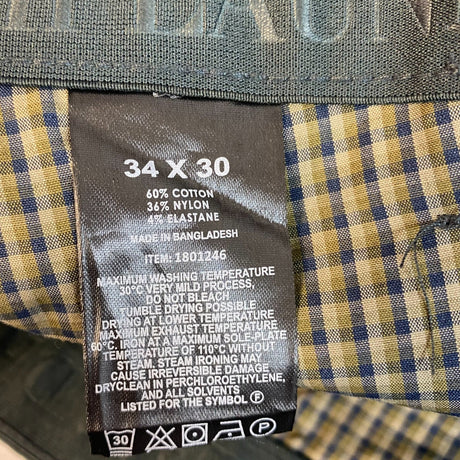 34 X 30
60% COTTON
36% NYLON
4% ELASTANE
MADE IN BANGLADESH
ITEM: 1801246
MAXIMUM WASHING TEMPERATURE
30°C VERY MILD PROCESS,
DO NOT BLEACH
TUMBLE DRYING POSSIBLE
DRYING AT LOWER TEMPERATURE
MAXIMUM EXHAUST TEMPERATURE
60°C. IRON AT A MAXIMUM SOLE-PLATE
TEMPERATURE OF 110°C WITHOUT
STEAM. STEAM IRONING MAY
CAUSE IRREVERSIBLE DAMAGE
DRYCLEAN IN PERCHLOROETHYLENE,
AND ALL SOLVENTS
LISTED FOR THE SYMBOL Ⓟ
30 Ⓟ